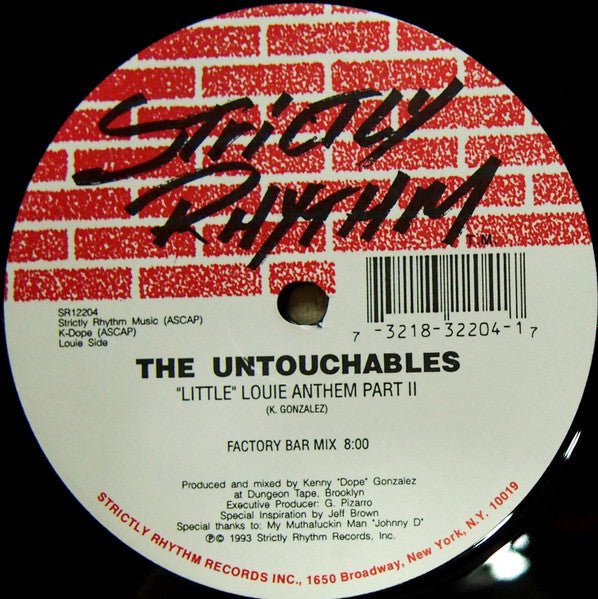 STRICTLY
RHYTHM
T.M.
SR12204
Strictly Rhythm Music (ASCAP)
K-Dope (ASCAP)
Louie Side
7 -3218-32204-1 7
THE UNTOUCHABLES
"LITTLE" LOUIE ANTHEM PART II
(K. GONZALEZ)
FACTORY BAR MIX 8:00
Produced and mixed by Kenny "Dope" Gonzalez
at Dungeon Tape, Brooklyn
Executive Producer: G. Pizarro
Special Inspiration by Jeff Brown
Special thanks to: My Muthafuckin Man "Johnny D"
℗© 1993 Strictly Rhythm Records, Inc.
STRICTLY RHYTHM RECORDS INC., 1650 Broadway, New York, N.Y. 10019